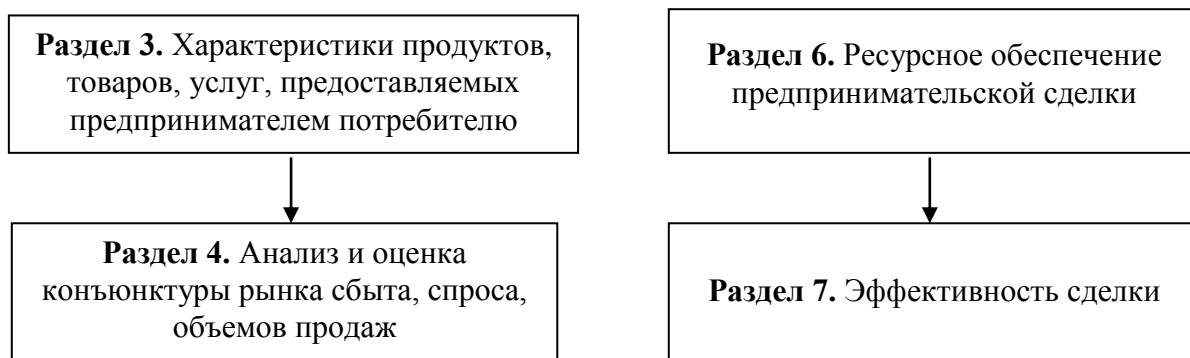 Раздел 3. Характеристики продуктов,
товаров, услуг, предоставляемых
предпринимателем потребителю
Раздел 4. Анализ и оценка
конъюнктуры рынка сбыта, спроса,
объемов продаж
Раздел 6. Ресурсное обеспечение
предпринимательской сделки
Раздел 7. Эффективность сделки